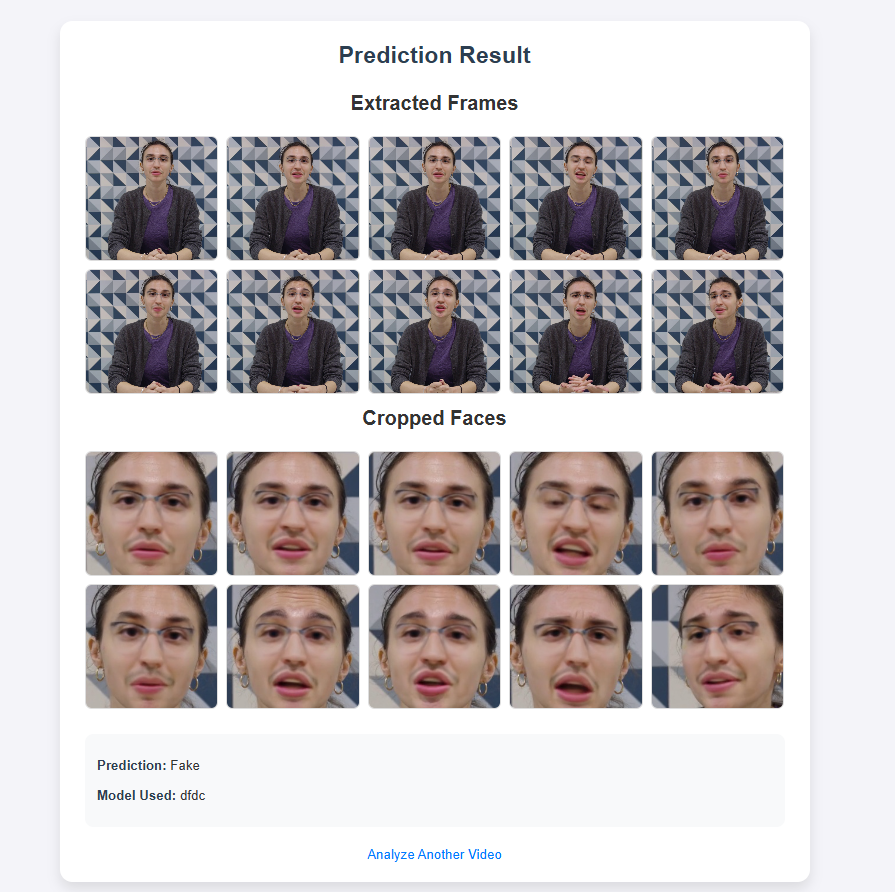 Prediction Result
Extracted Frames
Cropped Faces
Prediction: Fake
Model Used: dfdc
Analyze Another Video